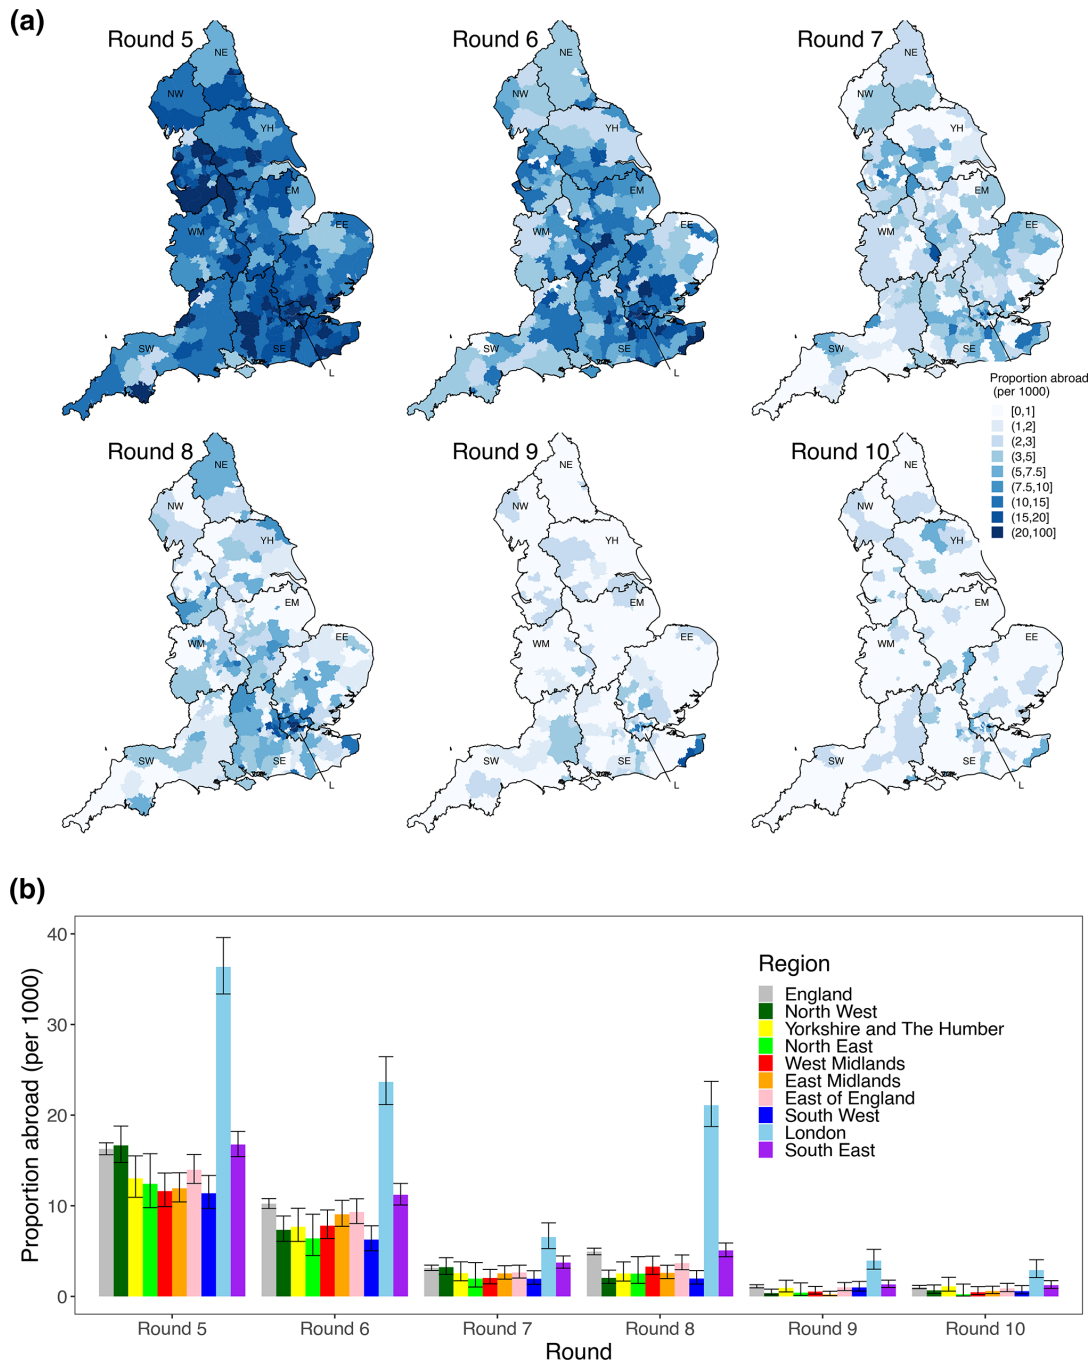 (a)
Round 5
Round 6
Round 7
NE
NW
YH
EM
WM
EE
SW
SE
L
NE
YH
EM
EE
SW
SE
NE
NW
YH
EM
WM
EE
SW
SE
Proportion abroad
(per 1000)
[0,1]
(1,2]
(2,3]
(3,5]
(5,7.5]
(7.5,10]
(10,15]
(15,20]
(20,100]
Round 8
Round 9
Round 10
NE
NW
YH
EM
WM
EE
SW
SE
L
NE
NW
YH
EM
WM
EE
SW
SE
L
NE
NW
YH
EM
WM
EE
SW
SE
L
(b)
Proportion abroad (per 1000)
40
30
20
10
0
Region
England
North West
Yorkshire and The Humber
North East
West Midlands
East Midlands
East of England
South West
London
South East
Round 5
Round 6
Round 7
Round 8
Round 9
Round 10
Round